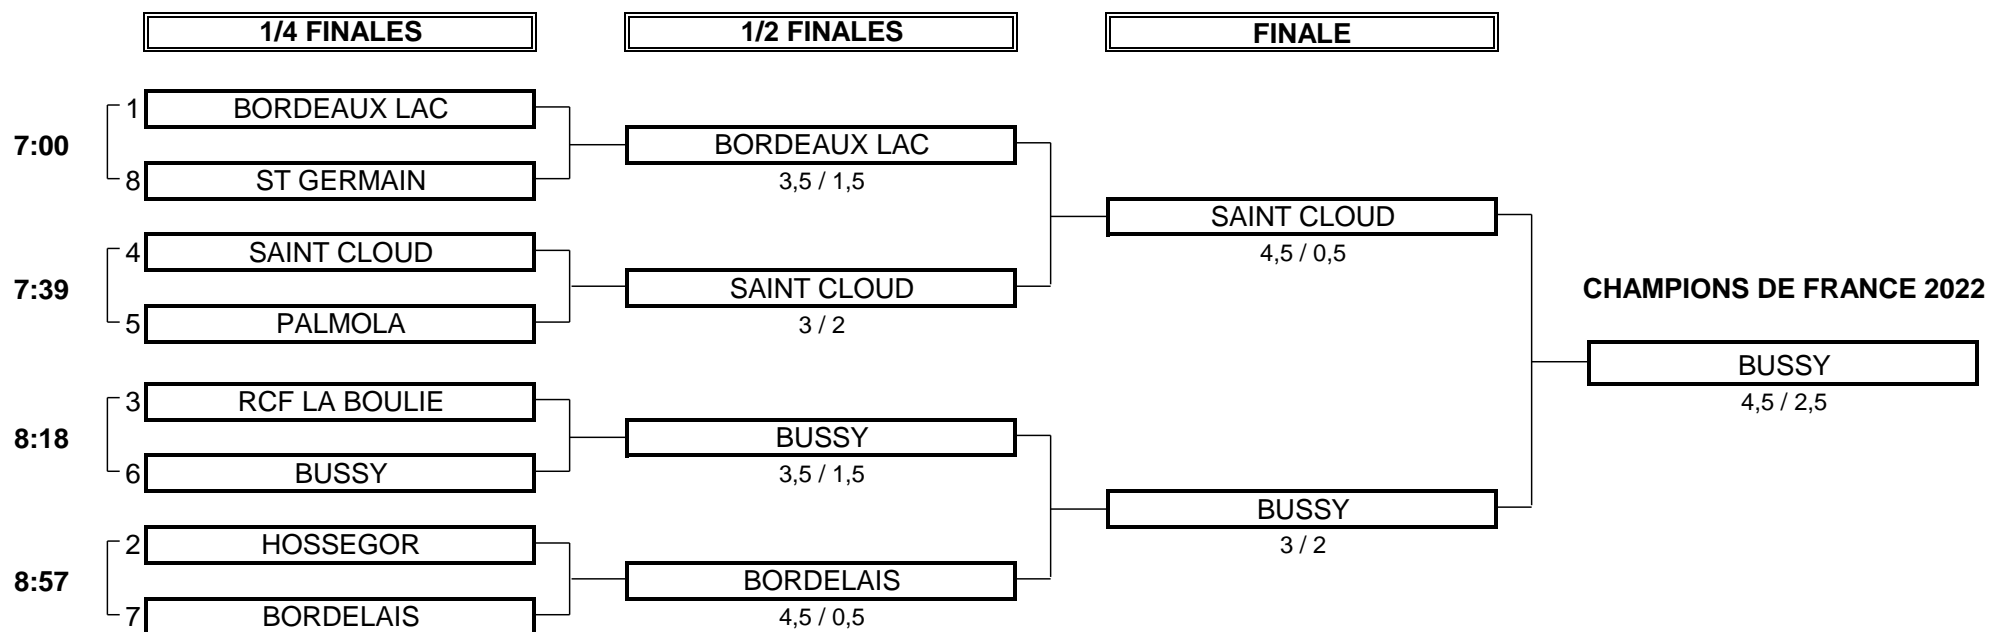 1/4 FINALES
1/2 FINALES
FINALE
7:00
1 BORDEAUX LAC
8 ST GERMAIN
7:39
4 SAINT CLOUD
5 PALMOLA
8:18
3 RCF LA BOULIE
6 BUSSY
8:57
2 HOSSEGOR
7 BORDELAIS
BORDEAUX LAC
3,5 / 1,5
SAINT CLOUD
3 / 2
BUSSY
3,5 / 1,5
BORDELAIS
4,5 / 0,5
SAINT CLOUD
4,5 / 0,5
BUSSY
3 / 2
CHAMPIONS DE FRANCE 2022
BUSSY
4,5 / 2,5